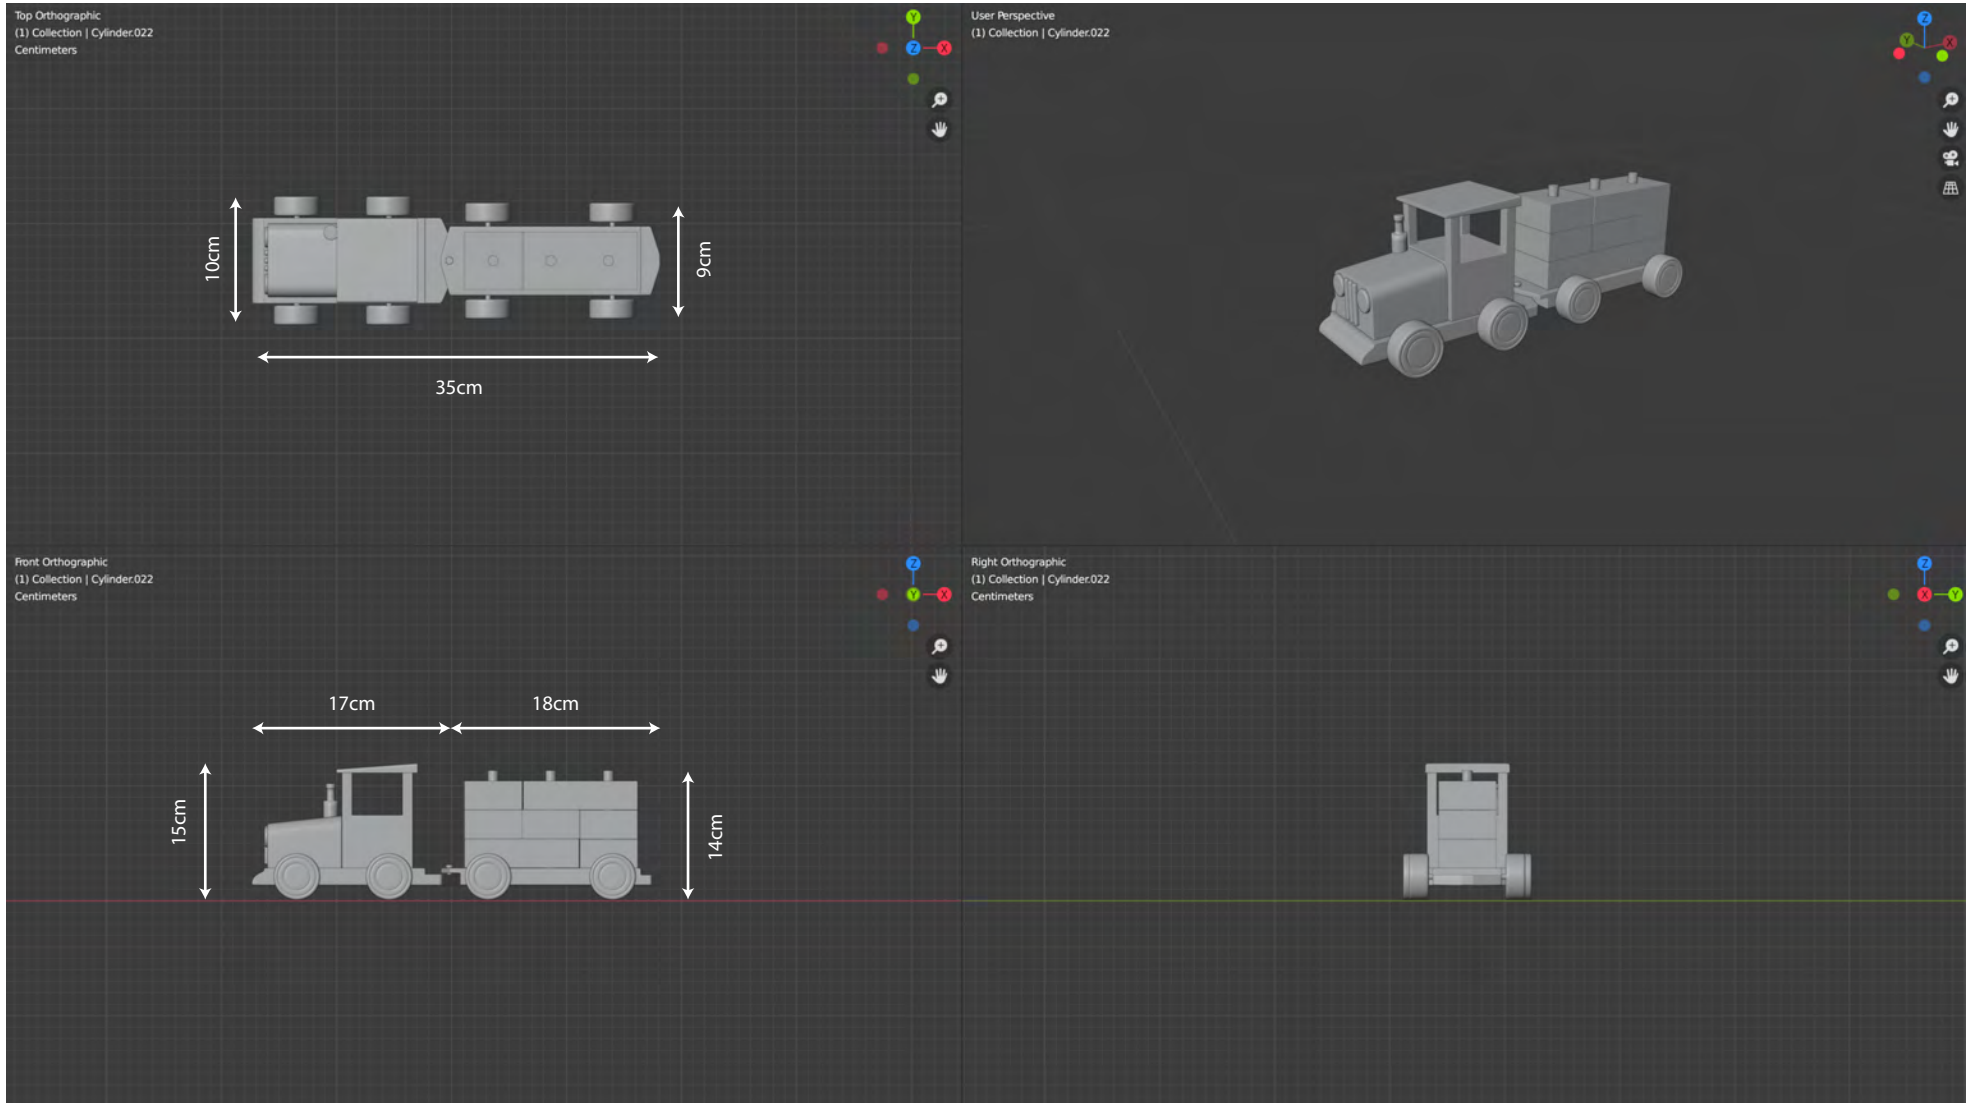 Top Orthographic
(1) Collection | Cylinder.022
Centimeters
Y
Z
X
10cm
9cm
35cm
User Perspective
(1) Collection | Cylinder.022
Z
Y
X
Front Orthographic
(1) Collection | Cylinder.022
Centimeters
Z
Y
X
17cm
18cm
15cm
14cm
Right Orthographic
(1) Collection | Cylinder.022
Centimeters
Z
X
Y